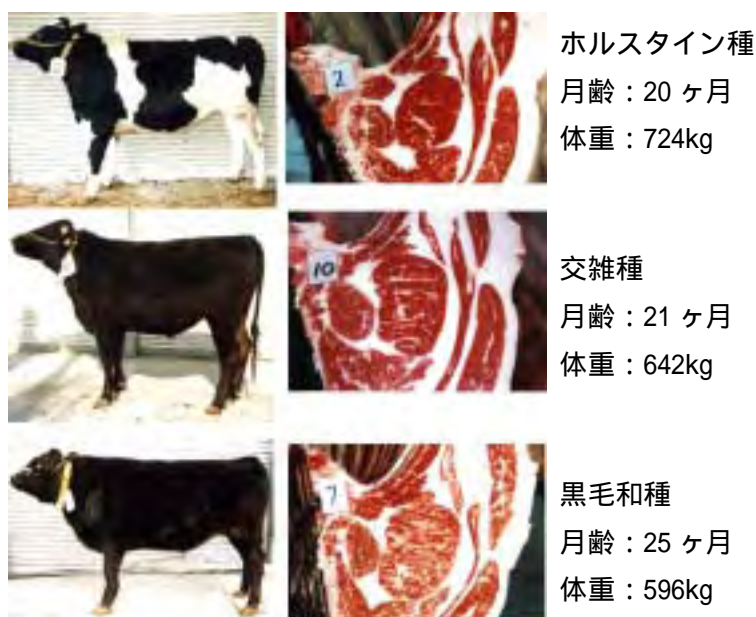 2
ホルスタイン種
月齢：20 ヶ月
体重：724kg
10
交雑種
月齢：21 ヶ月
体重：642kg
7
黒毛和種
月齢：25 ヶ月
体重：596kg